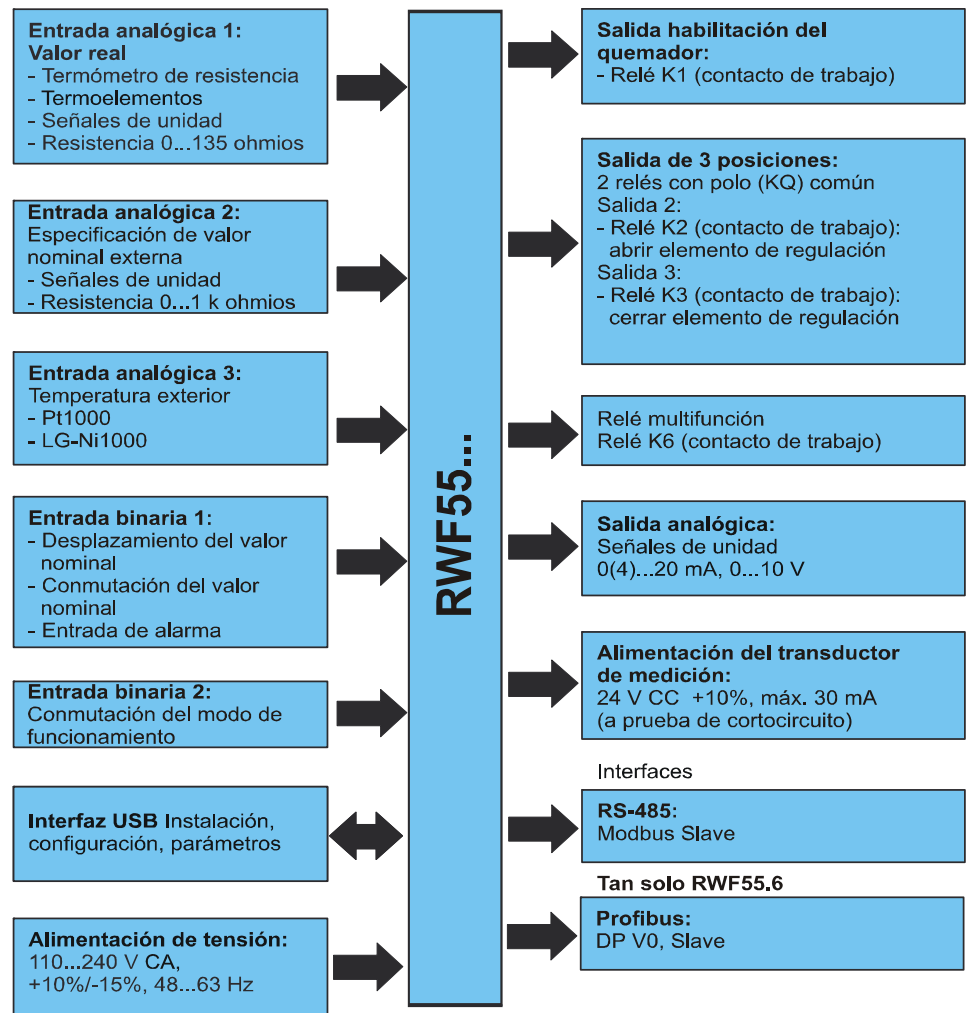 Entrada analógica 1:
Valor real
- Termómetro de resistencia
- Termoelementos
- Señales de unidad
- Resistencia 0...135 ohmios
Entrada analógica 2:
Especificación de valor
nominal externa
- Señales de unidad
- Resistencia 0...1 k ohmios
Entrada analógica 3:
Temperatura exterior
- Pt1000
- LG-Ni1000
Entrada binaria 1:
- Desplazamiento del valor
nominal
- Conmutación del valor
nominal
- Entrada de alarma
Entrada binaria 2:
Conmutación del modo de
funcionamiento
Interfaz USB Instalación,
configuración, parámetros
Alimentación de tensión:
110...240 V CA,
+10%/-15%, 48...63 Hz
RWF55...
Salida habilitación del
quemador:
- Relé K1 (contacto de trabajo)
Salida de 3 posiciones:
2 relés con polo (KQ) común
Salida 2:
- Relé K2 (contacto de trabajo):
abrir elemento de regulación
Salida 3:
- Relé K3 (contacto de trabajo):
cerrar elemento de regulación
Relé multifunción
Relé K6 (contacto de trabajo)
Salida analógica:
Señales de unidad
0(4)...20 mA, 0...10 V
Alimentación del transductor
de medición:
24 V CC +10%, máx. 30 mA
(a prueba de cortocircuito)
Interfaces
RS-485:
Modbus Slave
Tan solo RWF55.6
Profibus:
DP V0, Slave